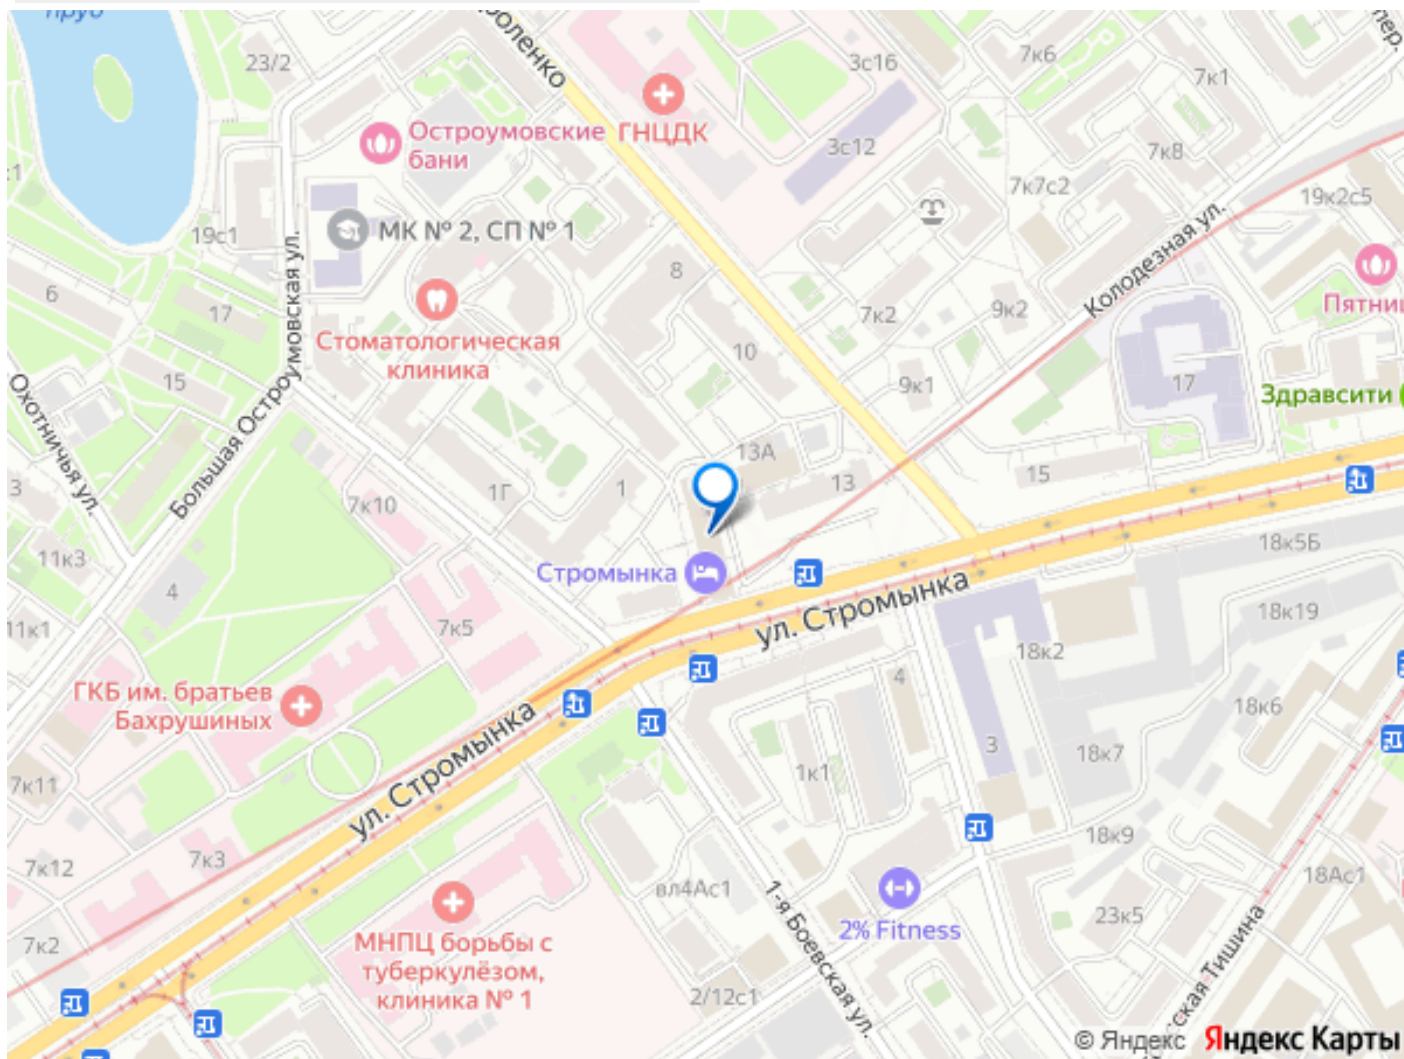 23/2
3с16
7к6
7к1
Остроумовские
бани
ГНЦДК
3с12
7к8
7к7с2
19к2с5
19с1
МК № 2, СП № 1
Большая Остроумовская ул.
Колодезная ул.
8
6
17
7к2
9к2
Пятниц
Стоматологическая
клиника
10
15
9к1
17
Здравсити
Охотничья ул.
13А
13
15
3
7к10
1Г
1
11к3
4
18к5Б
Стромынка
ул. Стромынка
11к1
7к5
18к19
18к2
4
ГКБ им. братьев
Бахрушиных
18к6
3
18к7
7к11
ул. Стромынка
1к1
18к9
7к12
7к3
вл4Ас1
18Ас1
1-я Боевская ул.
2% Fitness
23к5
МНПЦ борьбы с
туберкулёзом,
клиника № 1
7к2
2/12с1
ская Тишина
© Яндекс Яндекс Карты